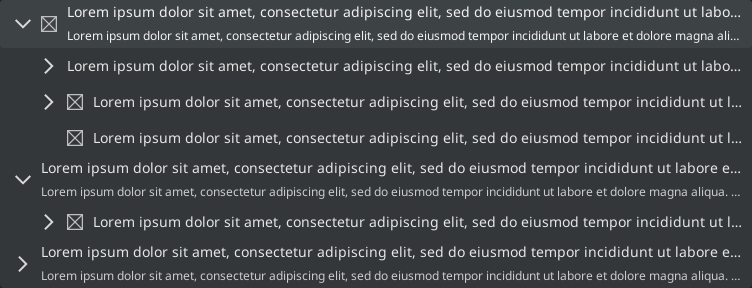 Lorem ipsum dolor sit amet, consectetur adipiscing elit, sed do eiusmod tempor incididunt ut labo...
Lorem ipsum dolor sit amet, consectetur adipiscing elit, sed do eiusmod tempor incididunt ut labore et dolore magna ali...
Lorem ipsum dolor sit amet, consectetur adipiscing elit, sed do eiusmod tempor incididunt ut labo...
Lorem ipsum dolor sit amet, consectetur adipiscing elit, sed do eiusmod tempor incididunt ut l...
Lorem ipsum dolor sit amet, consectetur adipiscing elit, sed do eiusmod tempor incididunt ut l...
Lorem ipsum dolor sit amet, consectetur adipiscing elit, sed do eiusmod tempor incididunt ut labore e...
Lorem ipsum dolor sit amet, consectetur adipiscing elit, sed do eiusmod tempor incididunt ut labore et dolore magna aliqua. ...
Lorem ipsum dolor sit amet, consectetur adipiscing elit, sed do eiusmod tempor incididunt ut l...
Lorem ipsum dolor sit amet, consectetur adipiscing elit, sed do eiusmod tempor incididunt ut labore e...
Lorem ipsum dolor sit amet, consectetur adipiscing elit, sed do eiusmod tempor incididunt ut labore et dolore magna aliqua. ...